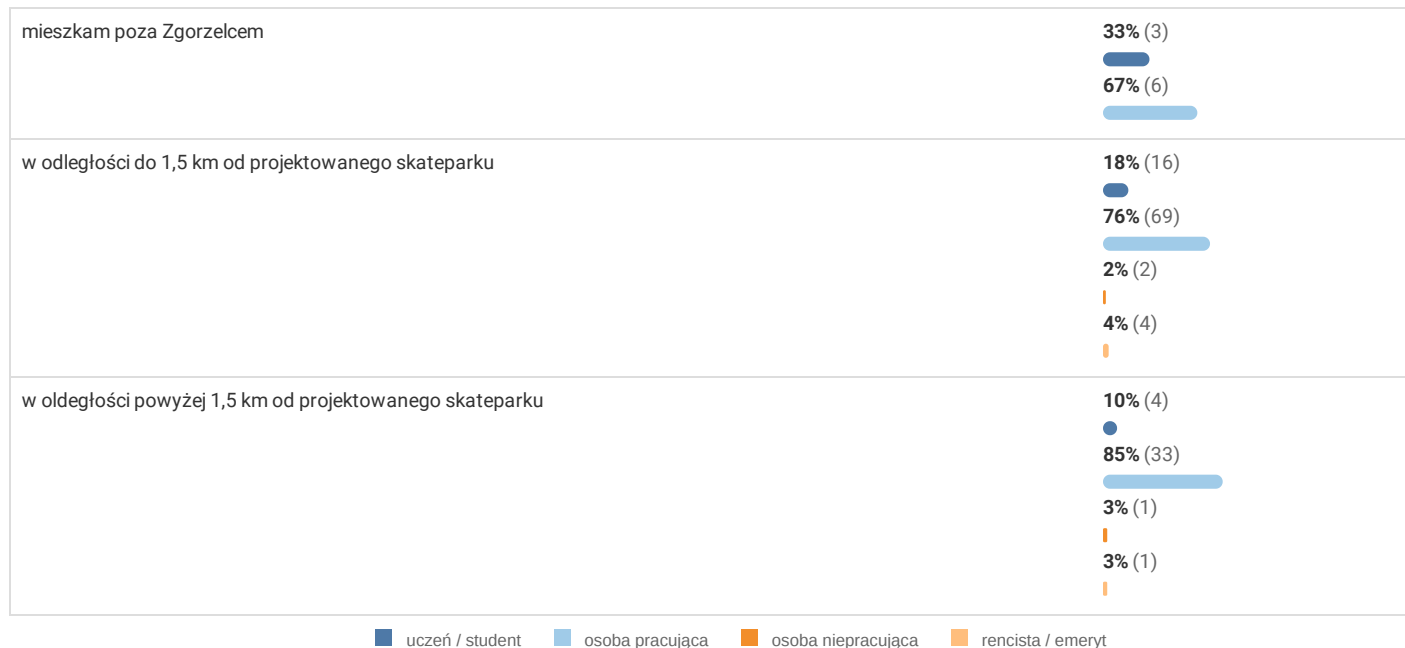 mieszkam poza Zgorzelcem
33% (3)
67% (6)
w odległości do 1,5 km od projektowanego skateparku
18% (16)
76% (69)
2% (2)
4% (4)
w oldegłości powyżej 1,5 km od projektowanego skateparku
10% (4)
85% (33)
3% (1)
3% (1)
uczeń / student osoba pracująca osoba niepracująca rencista / emeryt